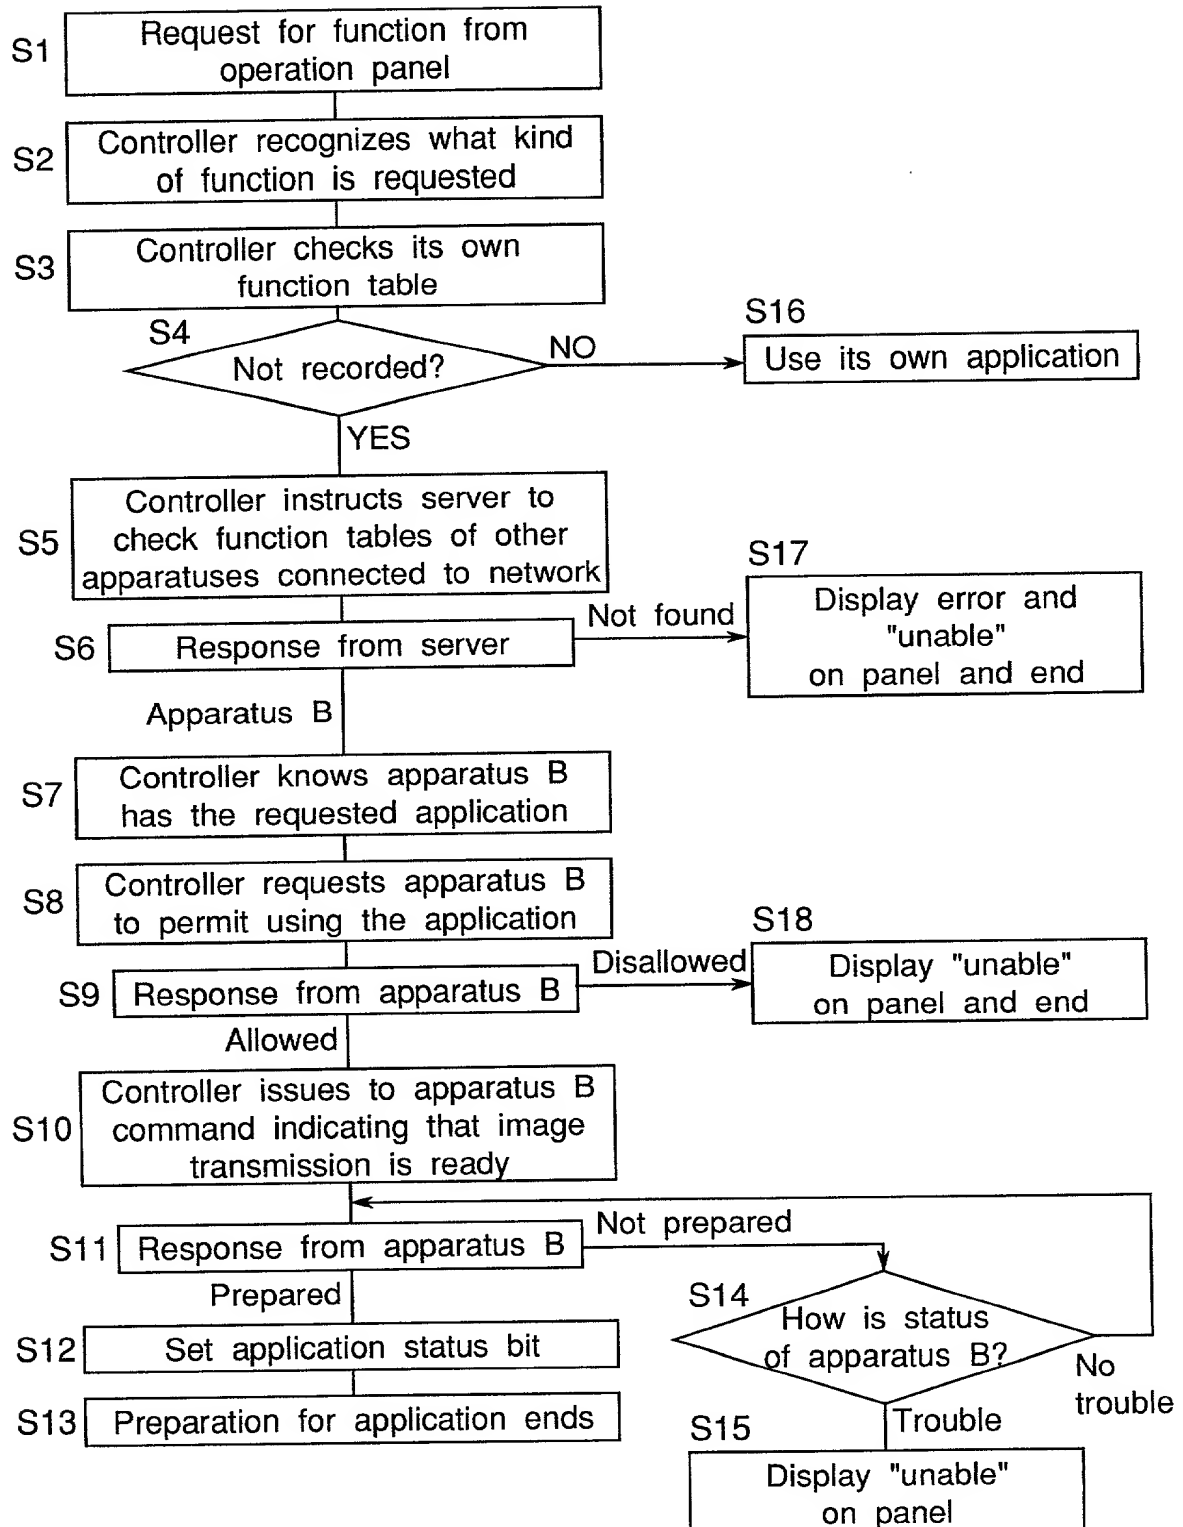 S1
Request for function from
operation panel
S2
Controller recognizes what kind
of function is requested
S3
Controller checks its own
function table
S4
Not recorded?
NO
S16
Use its own application
YES
S5
Controller instructs server to
check function tables of other
apparatuses connected to network
S6
Response from server
Not found
S17
Display error and
"unable"
on panel and end
Apparatus B
S7
Controller knows apparatus B
has the requested application
S8
Controller requests apparatus B
to permit using the application
S9
Response from apparatus B
Disallowed
S18
Display "unable"
on panel and end
Allowed
S10
Controller issues to apparatus B
command indicating that image
transmission is ready
S11
Response from apparatus B
Not prepared
Prepared
S14
How is status
of apparatus B?
No
trouble
S12
Set application status bit
S13
Preparation for application ends
Trouble
S15
Display "unable"
on panel